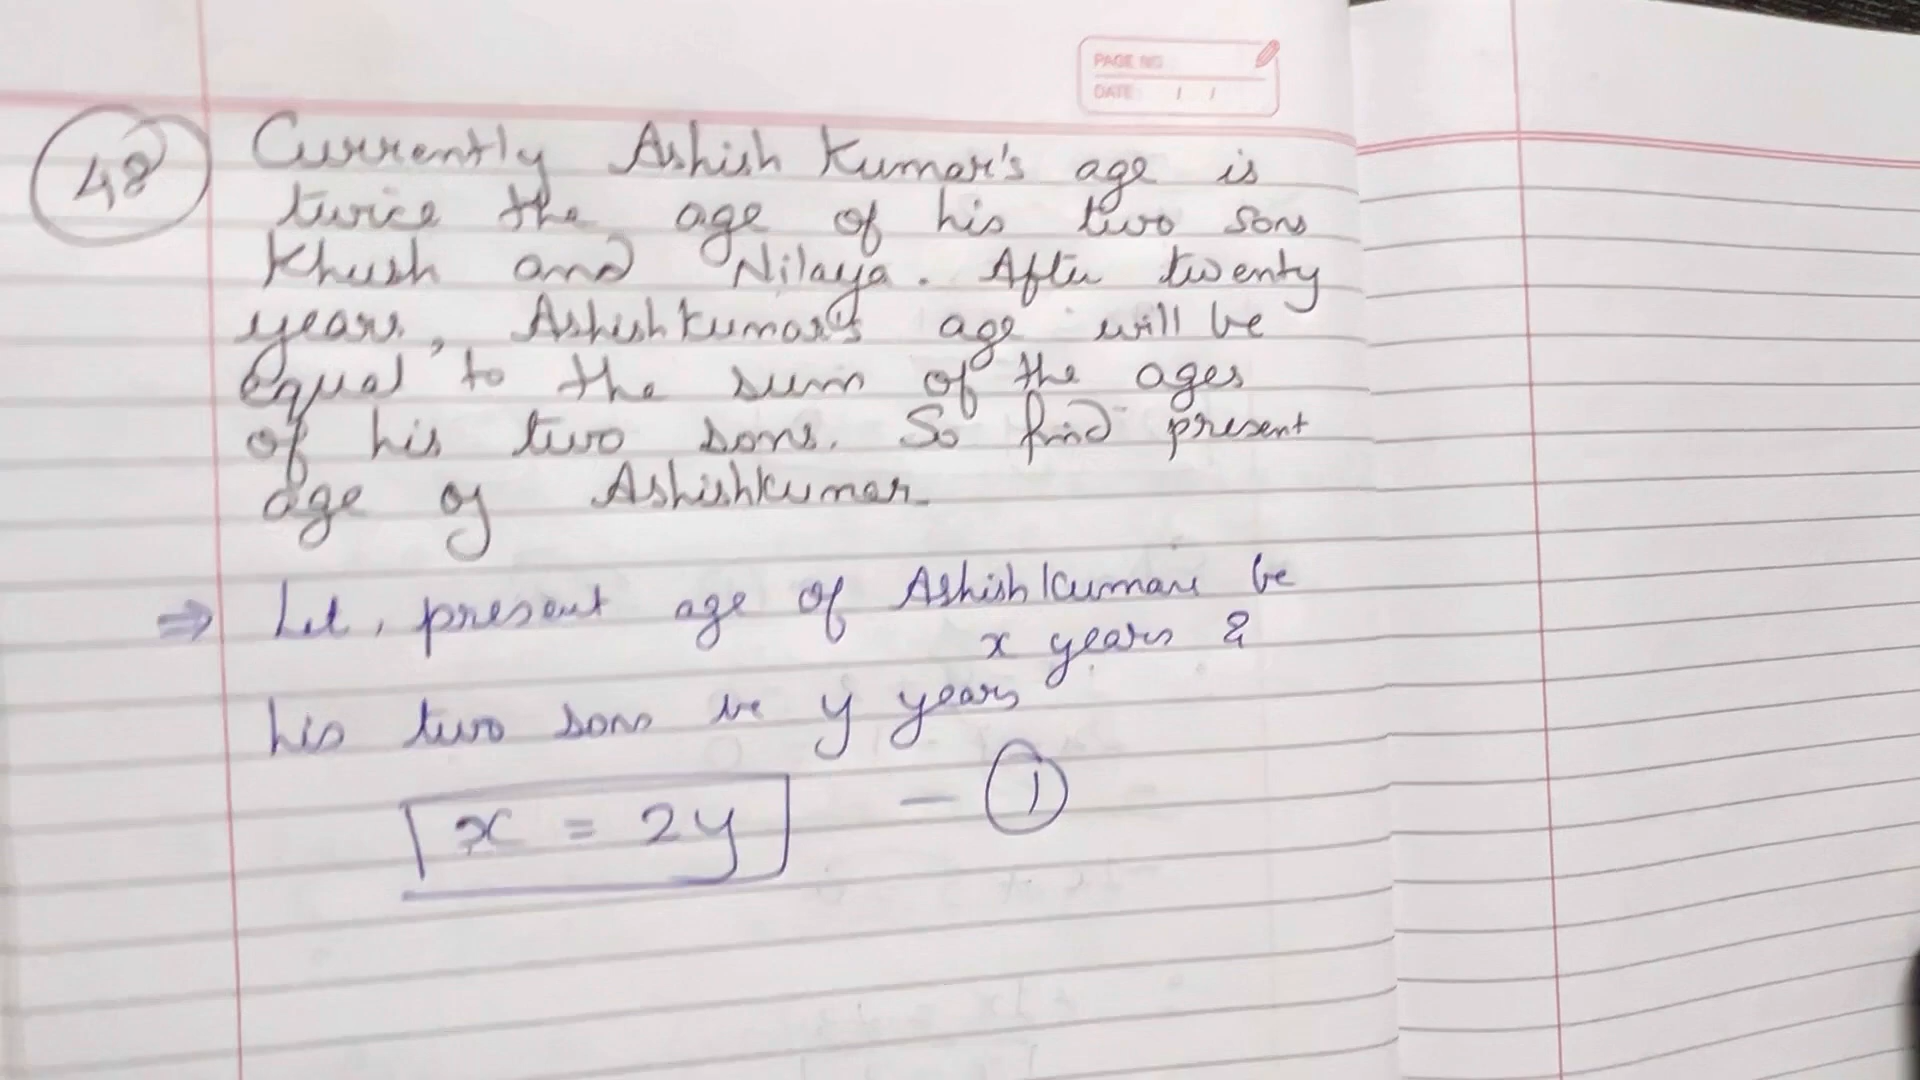 PAGE NO
DATE / /
48 Currently Ashish Kumar's age is
twice the age of his two sons
Khush and Nilaya. After twenty
years, Ashishkumar's age will be
equal to the sum of the ages
of his two sons. So find present
age of Ashishkumar.
⇒ Let, present age of Ashishkumar be
x years &
his two sons be y years
x = 2y — 1